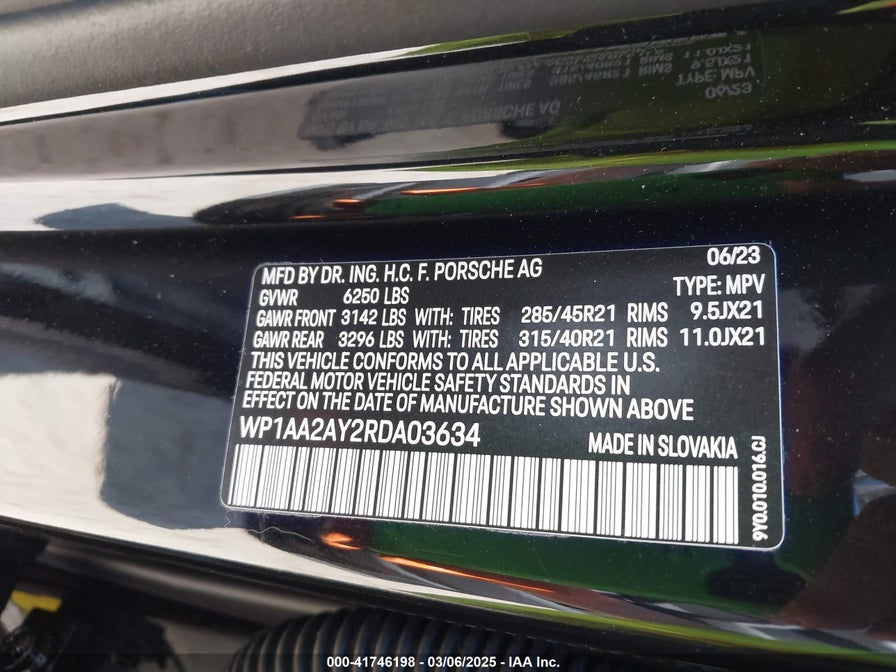 MFD BY DR. ING. H.C. F. PORSCHE AG 06/23
GVWR 6250 LBS TYPE: MPV
GAWR FRONT 3142 LBS WITH: TIRES 285/45R21 RIMS 9.5JX21
GAWR REAR 3296 LBS WITH: TIRES 315/40R21 RIMS 11.0JX21
THIS VEHICLE CONFORMS TO ALL APPLICABLE U.S.
FEDERAL MOTOR VEHICLE SAFETY STANDARDS IN
EFFECT ON THE DATE OF MANUFACTURE SHOWN ABOVE
WP1AA2AY2RDA03634 MADE IN SLOVAKIA
9Y0.010.016.CJ
000-41746198 - 03/06/2025 - IAA Inc.